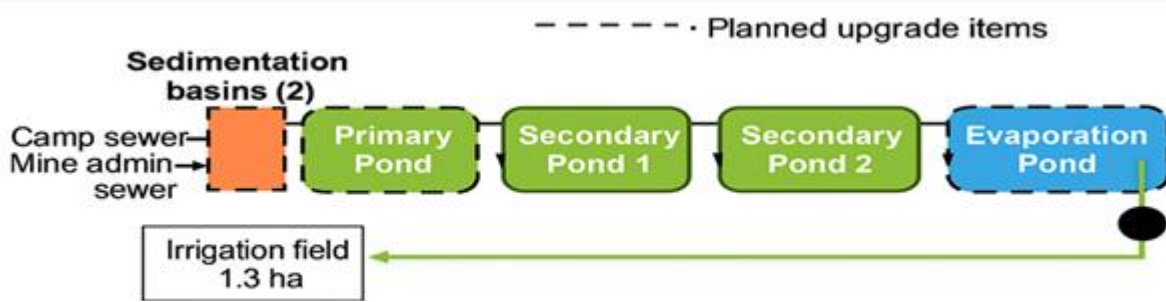 · Planned upgrade items
Sedimentation
basins (2)
Camp sewer
Mine admin
sewer
Primary
Pond
Secondary
Pond 1
Secondary
Pond 2
Evaporation
Pond
Irrigation field
1.3 ha